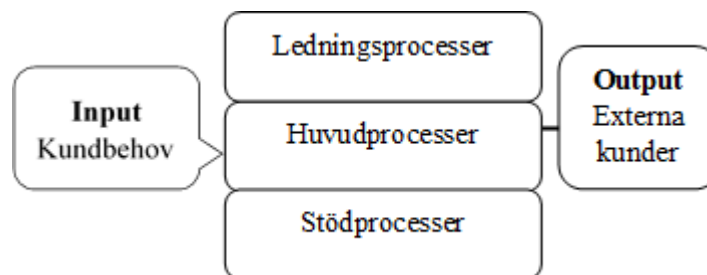 Input
Kundbehov
Ledningsprocesser
Huvudprocesser
Stödprocesser
Output
Externa
kunder